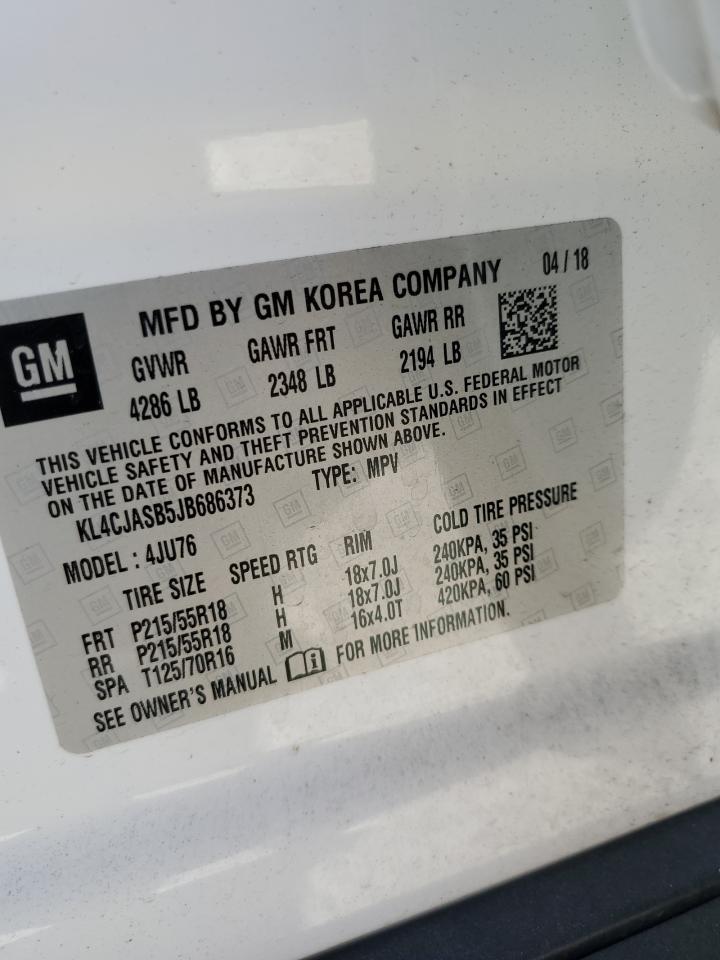 MFD BY GM KOREA COMPANY 04 / 18
GM
GVWR GAWR FRT GAWR RR
4286 LB 2348 LB 2194 LB
THIS VEHICLE CONFORMS TO ALL APPLICABLE U.S. FEDERAL MOTOR
VEHICLE SAFETY AND THEFT PREVENTION STANDARDS IN EFFECT
ON THE DATE OF MANUFACTURE SHOWN ABOVE.
KL4CJASB5JB686373 TYPE: MPV
MODEL : 4JU76
TIRE SIZE SPEED RTG RIM COLD TIRE PRESSURE
FRT P215/55R18 H 18x7.0J 240KPA, 35 PSI
RR P215/55R18 H 18x7.0J 240KPA, 35 PSI
SPA T125/70R16 M 16x4.0T 420KPA, 60 PSI
SEE OWNER'S MANUAL FOR MORE INFORMATION.